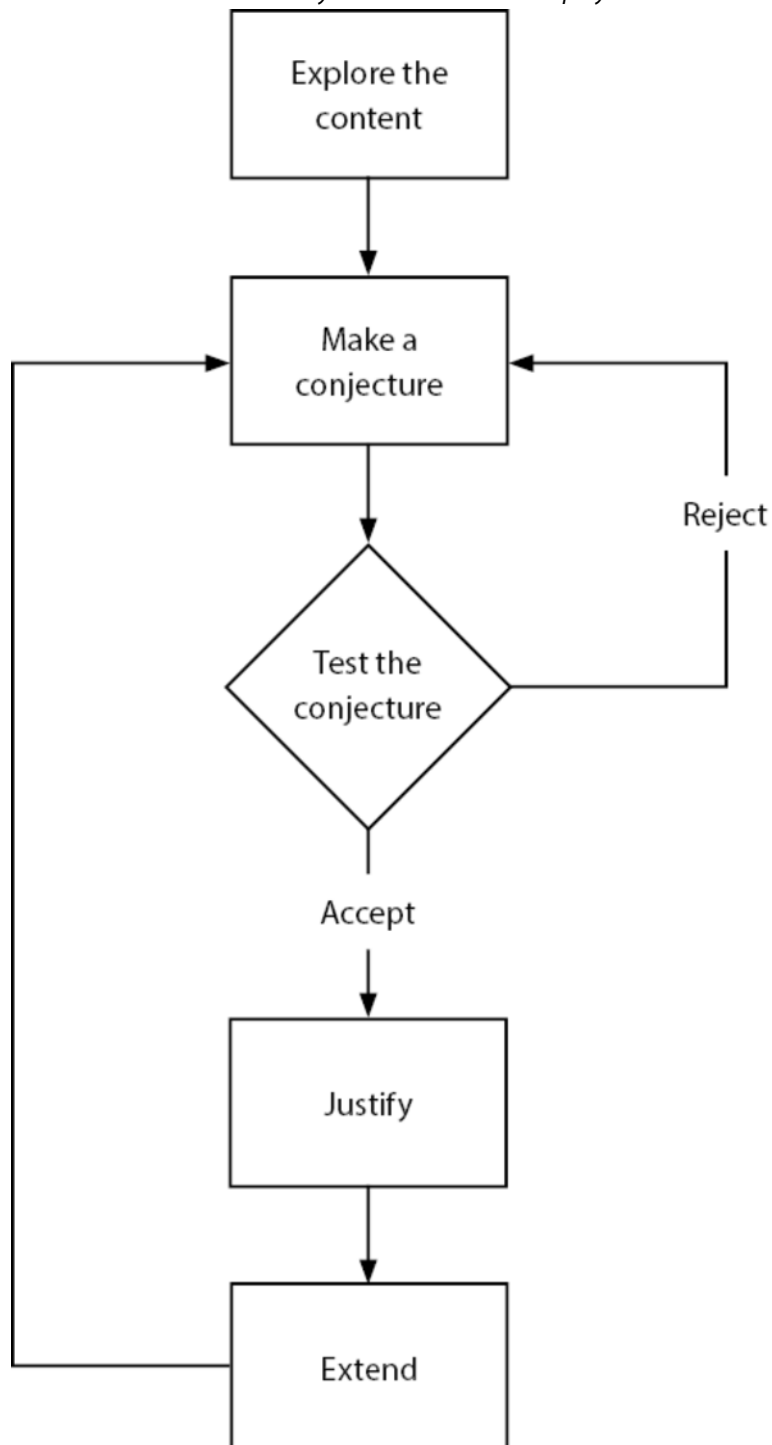 Explore the
content
Make a
conjecture
Reject
Test the
conjecture
Accept
Justify
Extend